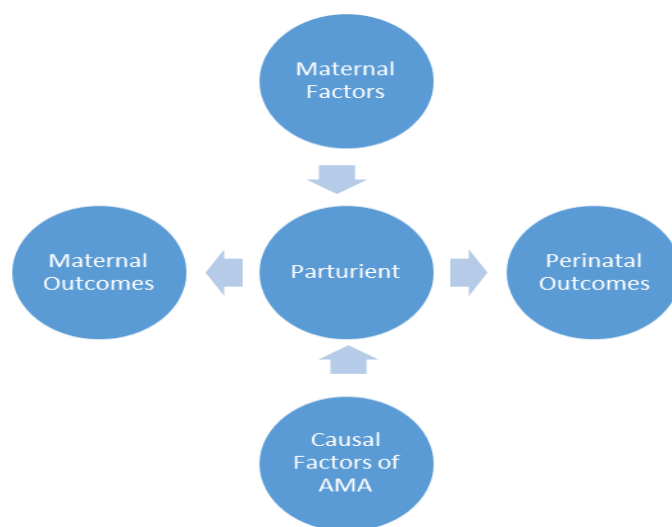 Maternal
Factors
Maternal
Outcomes
Parturient
Perinatal
Outcomes
Causal
Factors of
AMA